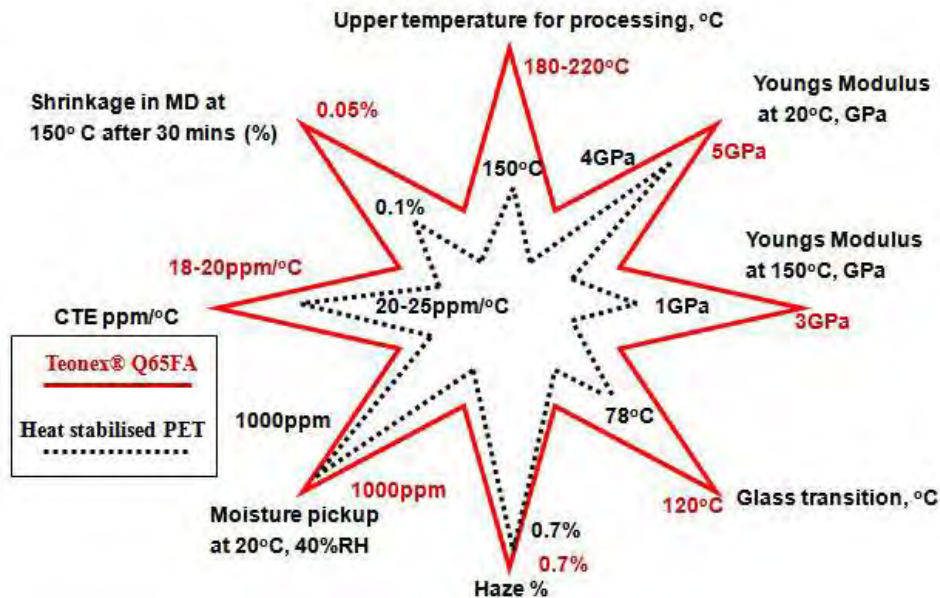 Upper temperature for processing, °C
180-220°C
Shrinkage in MD at
150° C after 30 mins (%)
0.05%
Youngs Modulus
at 20°C, GPa
5GPa
4GPa
150°C
0.1%
18-20ppm/°C
CTE ppm/°C
20-25ppm/°C
Youngs Modulus
at 150°C, GPa
1GPa
3GPa
Teonex® Q65FA
Heat stabilised PET
1000ppm
1000ppm
Moisture pickup
at 20°C, 40%RH
78°C
120°C
Glass transition, °C
0.7%
0.7%
Haze %